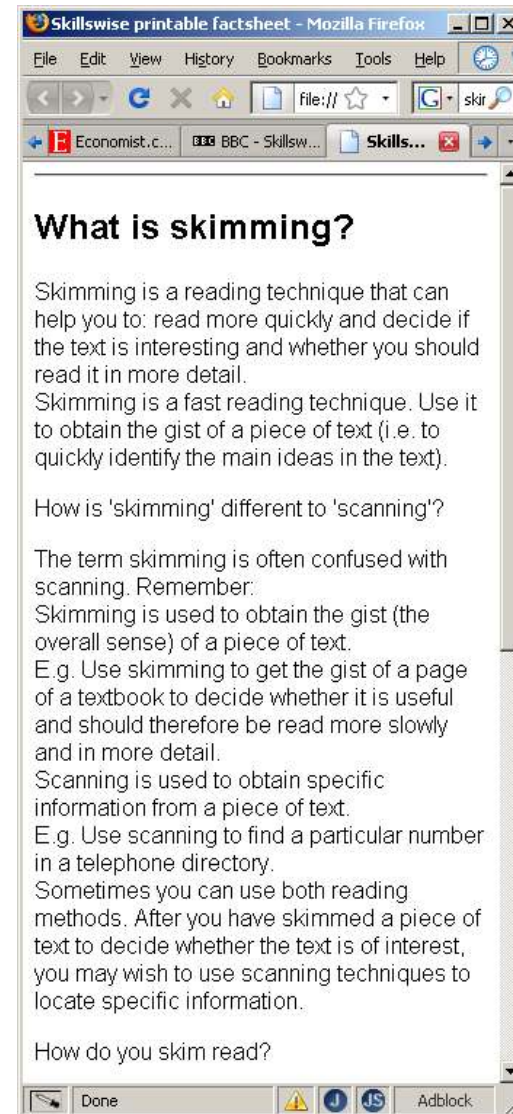 Skillswise printable factsheet - Mozilla Firefox
File Edit View History Bookmarks Tools Help
file:// G skir
Economist.c... BBC BBC - Skillsw... Skills...
What is skimming?
Skimming is a reading technique that can
help you to: read more quickly and decide if
the text is interesting and whether you should
read it in more detail.
Skimming is a fast reading technique. Use it
to obtain the gist of a piece of text (i.e. to
quickly identify the main ideas in the text).
How is 'skimming' different to 'scanning'?
The term skimming is often confused with
scanning. Remember:
Skimming is used to obtain the gist (the
overall sense) of a piece of text.
E.g. Use skimming to get the gist of a page
of a textbook to decide whether it is useful
and should therefore be read more slowly
and in more detail.
Scanning is used to obtain specific
information from a piece of text.
E.g. Use scanning to find a particular number
in a telephone directory.
Sometimes you can use both reading
methods. After you have skimmed a piece of
text to decide whether the text is of interest,
you may wish to use scanning techniques to
locate specific information.
How do you skim read?
Done J JS Adblock